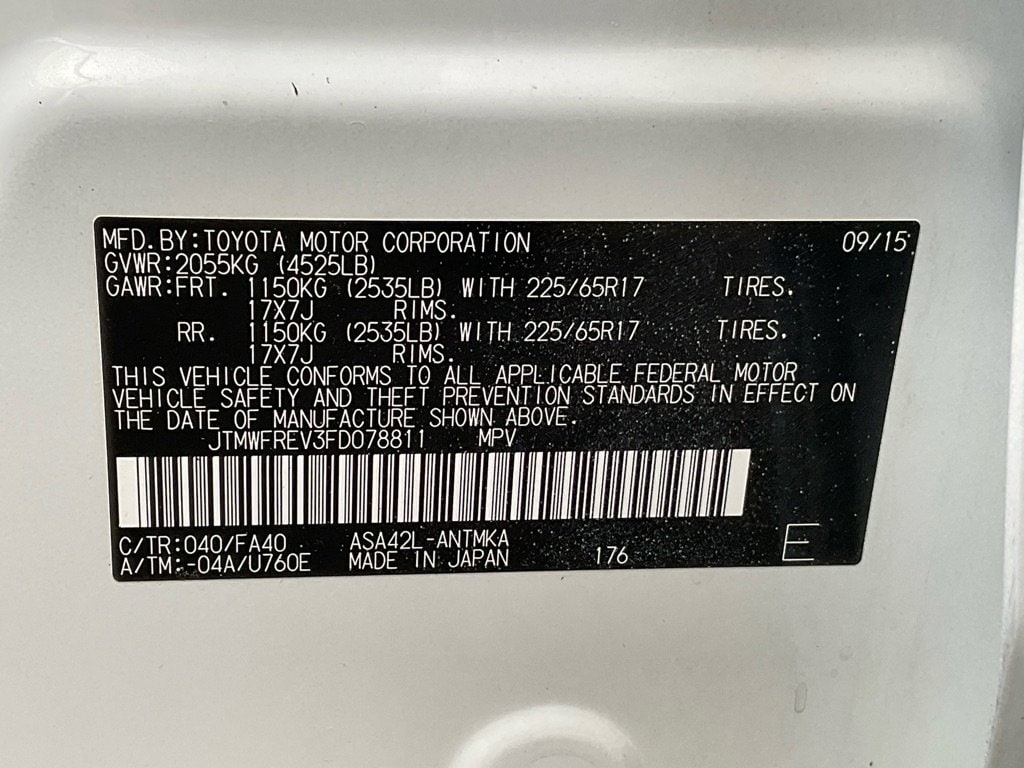 MFD.BY:TOYOTA MOTOR CORPORATION 09/15
GVWR:2055KG (4525LB)
GAWR:FRT. 1150KG (2535LB) WITH 225/65R17 TIRES.
17X7J RIMS.
RR. 1150KG (2535LB) WITH 225/65R17 TIRES.
17X7J RIMS.
THIS VEHICLE CONFORMS TO ALL APPLICABLE FEDERAL MOTOR
VEHICLE SAFETY AND THEFT PREVENTION STANDARDS IN EFFECT ON
THE DATE OF MANUFACTURE SHOWN ABOVE.
JTMWFREV3FD078811 MPV
C/TR:040/FA40 ASA42L-ANTMKA
A/TM:-04A/U760E MADE IN JAPAN 176 E